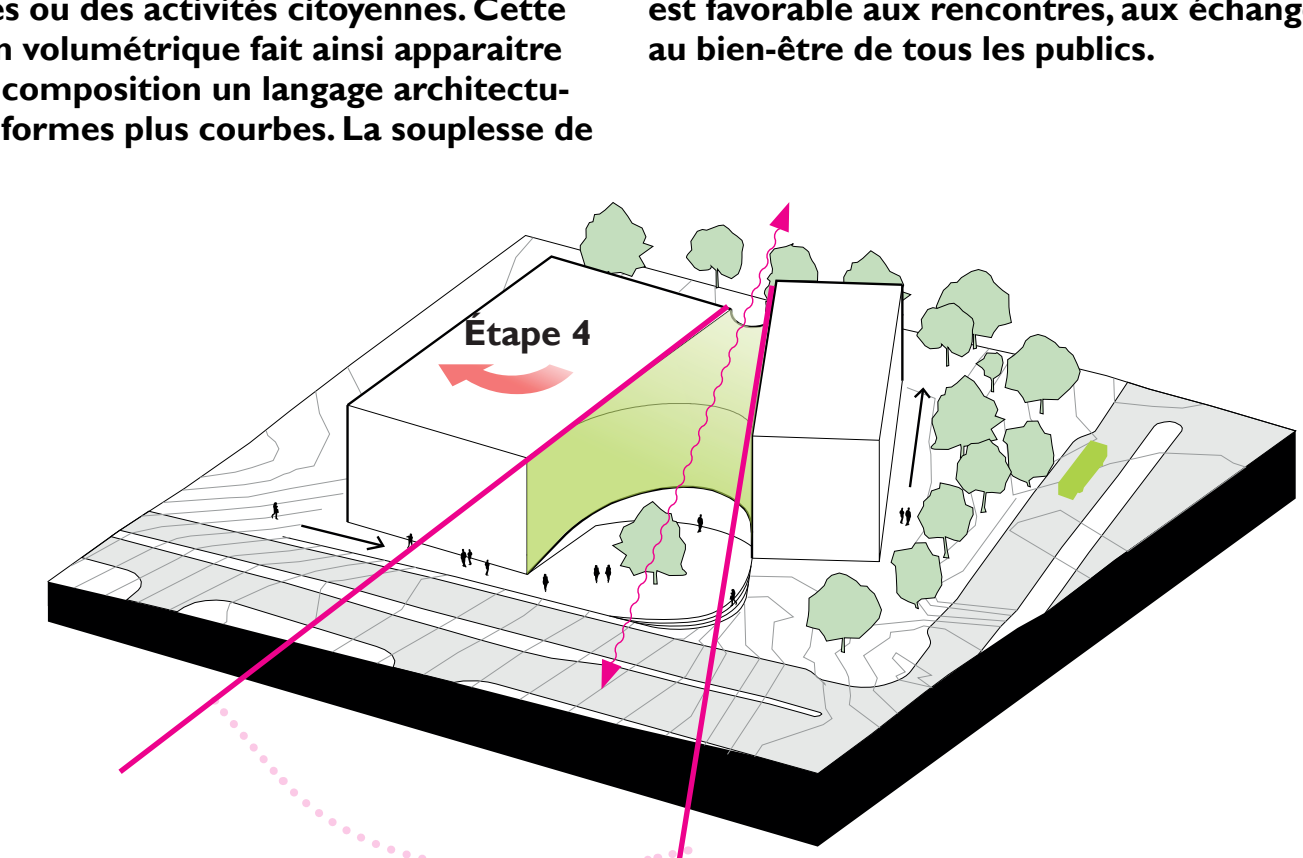 es ou des activités citoyennes. Cette
n volumétrique fait ainsi apparaitre
composition un langage architectu-
formes plus courbes. La souplesse de
est favorable aux rencontres, aux échang
au bien-être de tous les publics.
Étape 4